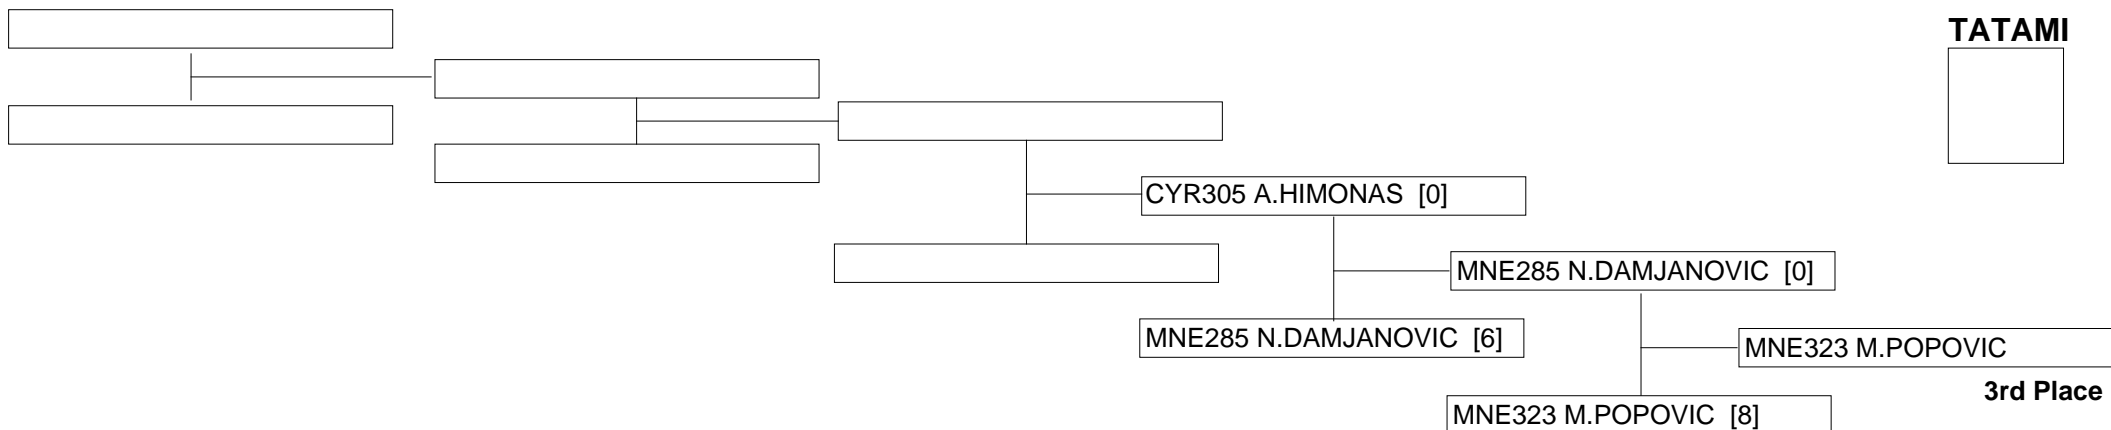 TATAMI
CYR305 A.HIMONAS [0]
MNE285 N.DAMJANOVIC [0]
MNE285 N.DAMJANOVIC [6]
MNE323 M.POPOVIC
3rd Place
MNE323 M.POPOVIC [8]